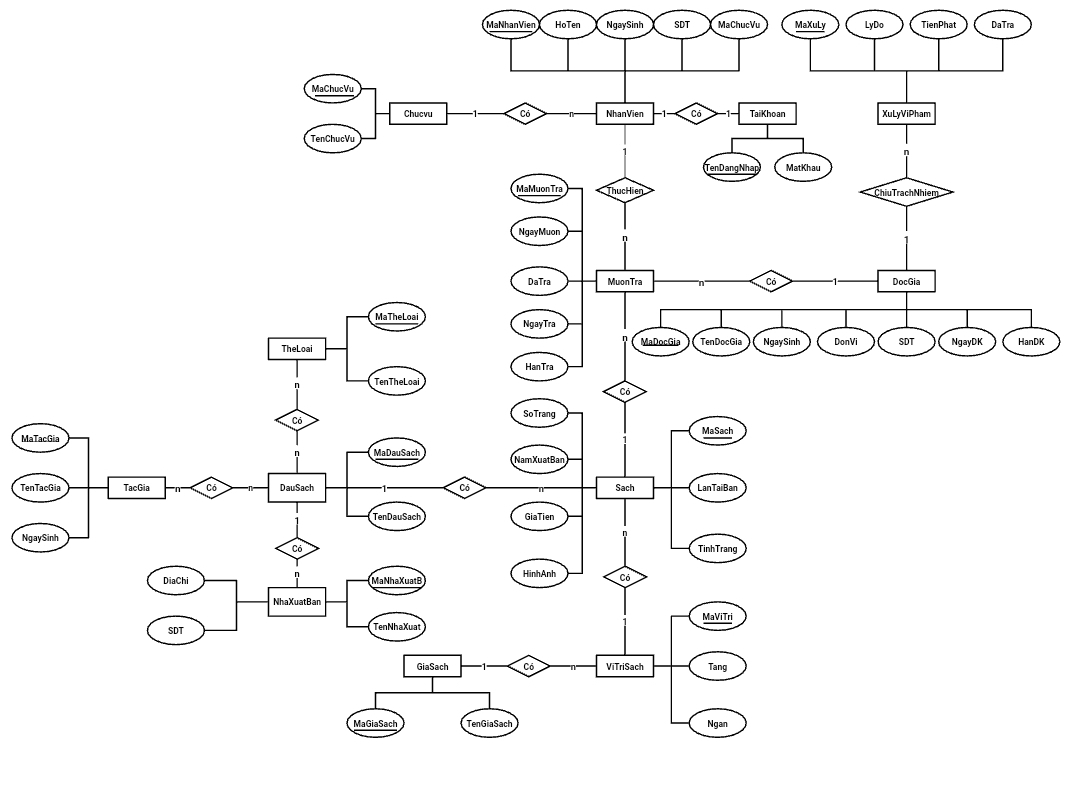 MaNhanVien HoTen NgaySinh SDT MaChucVu MaXuLy LyDo TienPhat DaTra
MaChucVu
Chucvu 1 Có n NhanVien 1 Có 1 TaiKhoan XuLyViPham
TenChucVu
1 n
TenDangNhap MatKhau
MaMuonTra ThucHien ChiuTrachNhiem
NgayMuon
n 1
DaTra MuonTra n Có 1 DocGia
MaTheLoai
NgayTra
n MaDocGia TenDocGia NgaySinh DonVi SDT NgayDK HanDK
TheLoai
HanTra
n TenTheLoai
Có
SoTrang
Có
MaSach
MaTacGia 1
n MaDauSach NamXuatBan
TenTacGia TacGia n Có n DauSach 1 Có n Sach LanTaiBan
1 TenDauSach GiaTien
NgaySinh n
Có TinhTrang
n HinhAnh Có
DiaChi MaNhaXuatB
NhaXuatBan
MaViTri
1
SDT TenNhaXuat
GiaSach 1 Có n ViTriSach Tang
MaGiaSach TenGiaSach Ngan